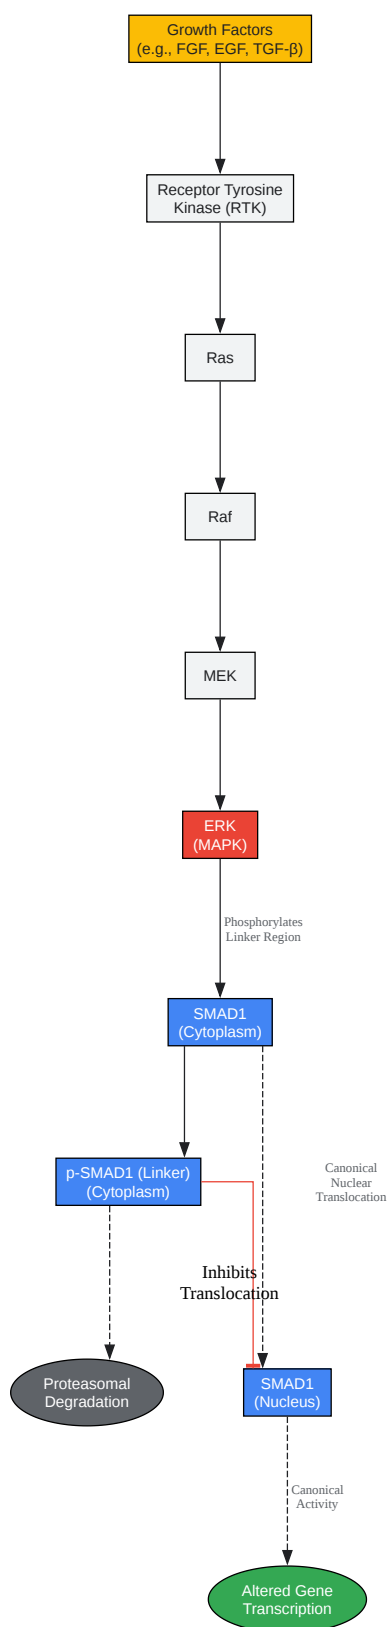 Growth Factors
(e.g., FGF, EGF, TGF-β)
Receptor Tyrosine
Kinase (RTK)
Ras
Raf
MEK
ERK
(MAPK)
Phosphorylates
Linker Region
SMAD1
(Cytoplasm)
p-SMAD1 (Linker)
(Cytoplasm)
Canonical
Nuclear
Translocation
Inhibits
Translocation
Proteasomal
Degradation
SMAD1
(Nucleus)
Canonical
Activity
Altered Gene
Transcription